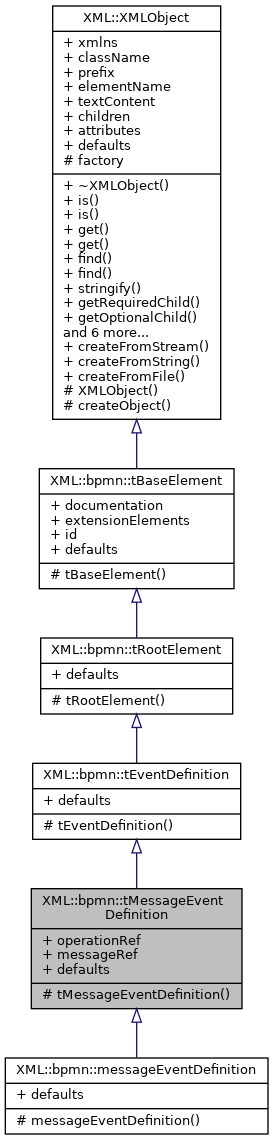 XML::XMLObject
+ xmlns
+ className
+ prefix
+ elementName
+ textContent
+ children
+ attributes
+ defaults
# factory
+ ~XMLObject()
+ is()
+ is()
+ get()
+ get()
+ find()
+ find()
+ stringify()
+ getRequiredChild()
+ getOptionalChild()
and 6 more...
+ createFromStream()
+ createFromString()
+ createFromFile()
# XMLObject()
# createObject()
XML::bpmn::tBaseElement
+ documentation
+ extensionElements
+ id
+ defaults
# tBaseElement()
XML::bpmn::tRootElement
+ defaults
# tRootElement()
XML::bpmn::tEventDefinition
+ defaults
# tEventDefinition()
XML::bpmn::tMessageEvent
Definition
+ operationRef
+ messageRef
+ defaults
# tMessageEventDefinition()
XML::bpmn::messageEventDefinition
+ defaults
# messageEventDefinition()